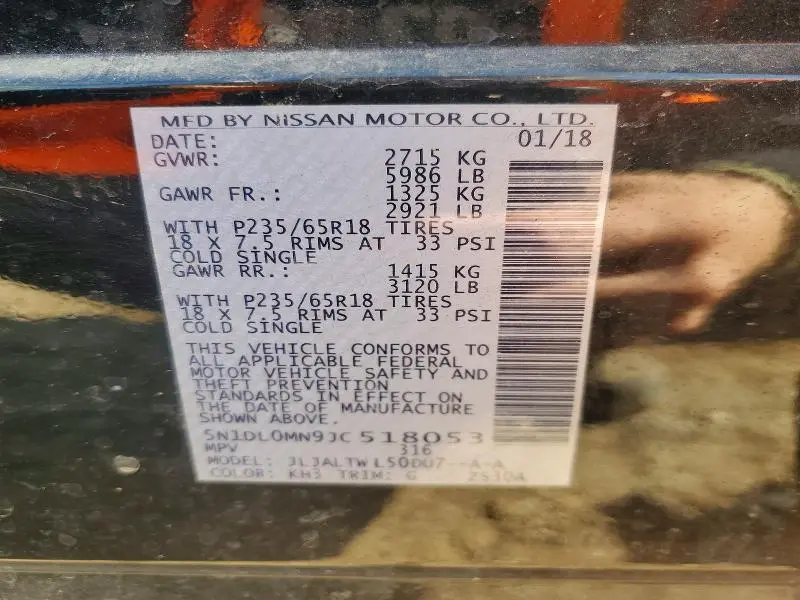 MFD BY NISSAN MOTOR CO., LTD.
DATE: 01/18
GVWR: 2715 KG
5986 LB
GAWR FR.: 1325 KG
2921 LB
WITH P235/65R18 TIRES
18 X 7.5 RIMS AT 33 PSI
COLD SINGLE
GAWR RR.: 1415 KG
3120 LB
WITH P235/65R18 TIRES
18 X 7.5 RIMS AT 33 PSI
COLD SINGLE
THIS VEHICLE CONFORMS TO
ALL APPLICABLE FEDERAL
MOTOR VEHICLE SAFETY AND
THEFT PREVENTION
STANDARDS IN EFFECT ON
THE DATE OF MANUFACTURE
SHOWN ABOVE.
5N1DL0MN9JC 518053
MPV 316
MODEL: JLJALTW L50DU7--A-A
COLOR: KH3 TRIM: G